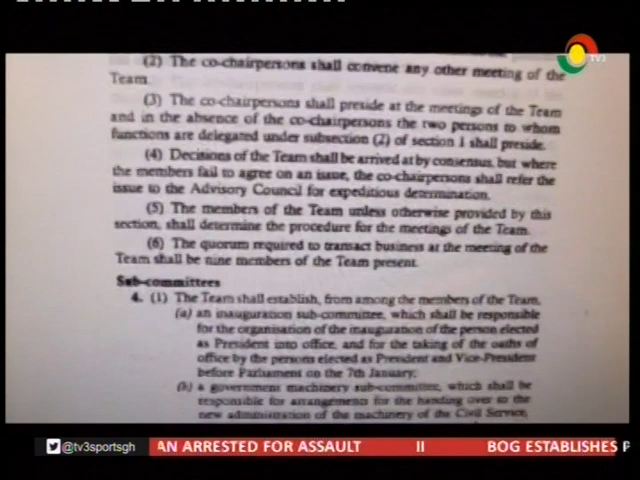 TV3
(2) The co-chairpersons shall convene any other meeting of the
Team.
(3) The co-chairpersons shall preside at the meetings of the Team
and in the absence of the co-chairpersons the two persons to whom
functions are delegated under subsection (2) of section 1 shall preside.
(4) Decisions of the Team shall be arrived at by consensus, but where
the members fail to agree on an issue, the co-chairpersons shall refer the
issue to the Advisory Council for expeditious determination.
(5) The members of the Team unless otherwise provided by this
section, shall determine the procedure for the meetings of the Team.
(6) The quorum required to transact business at the meeting of the
Team shall be nine members of the Team present.
Sub-committees
4. (1) The Team shall establish, from among the members of the Team,
(a) an inauguration sub-committee, which shall be responsible
for the organisation of the inauguration of the person elected
as President into office, and for the taking of the oaths of
office by the persons elected as President and Vice-President
before Parliament on the 7th January;
(b) a government machinery sub-committee, which shall be
responsible for arrangements for the handing over to the
new administration of the machinery of the Civil Service,
@tv3sportsgh AN ARRESTED FOR ASSAULT II BOG ESTABLISHES